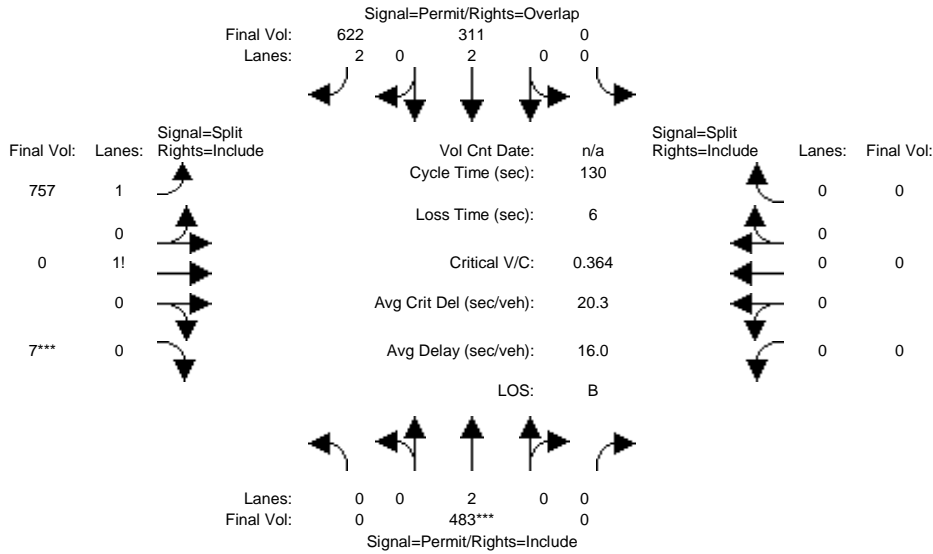 Signal=Permit/Rights=Overlap
Final Vol: 622 311 0
Lanes: 2 0 2 0 0
Signal=Split Signal=Split
Final Vol: Lanes: Rights=Include Vol Cnt Date: n/a Rights=Include Lanes: Final Vol:
Cycle Time (sec): 130
757 1 0 0
Loss Time (sec): 6
0 0
0 1! Critical V/C: 0.364 0 0
0 Avg Crit Del (sec/veh): 20.3 0
7*** 0 Avg Delay (sec/veh): 16.0 0 0
LOS: B
Lanes: 0 0 2 0 0
Final Vol: 0 483*** 0
Signal=Permit/Rights=Include